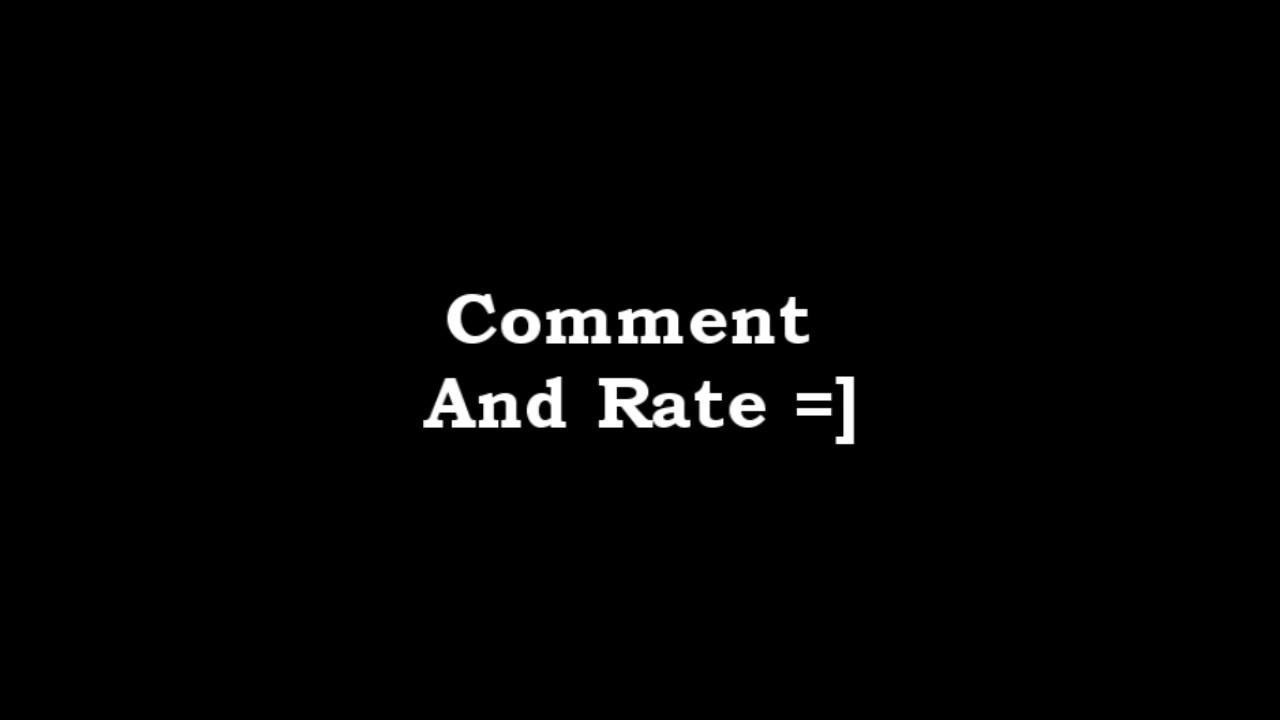 Comment
And Rate =]